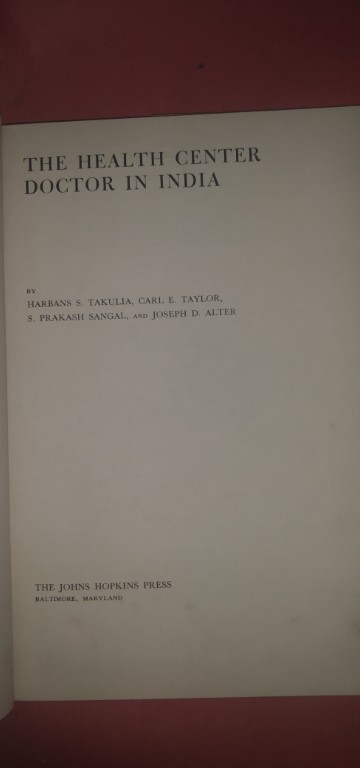 THE HEALTH CENTER
DOCTOR IN INDIA
BY
HARBANS S. TAKULIA, CARL E. TAYLOR,
S. PRAKASH SANGAL, AND JOSEPH D. ALTER
THE JOHNS HOPKINS PRESS
BALTIMORE, MARYLAND